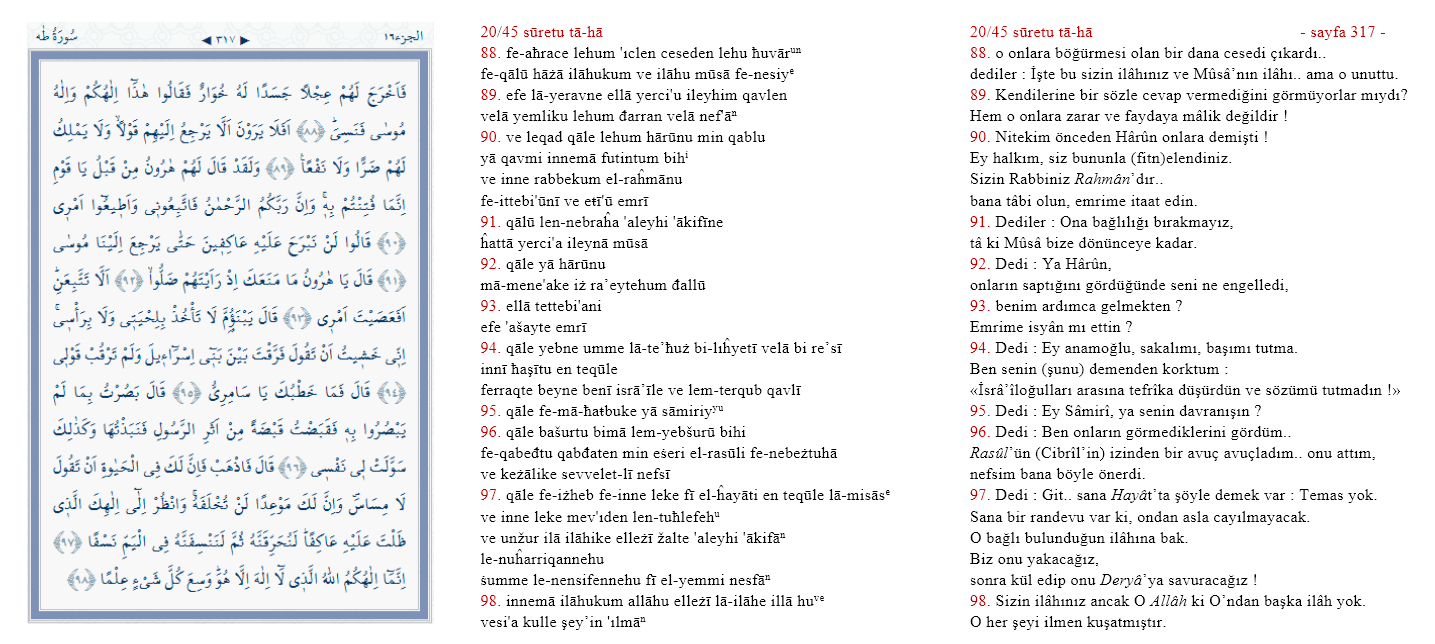 سُورَةُ طٰهٰ
◀ ٣١٧ ▶
الجزء ١٦
فَاَخْرَجَ لَهُمْ عِجْلًا جَسَدًا لَهُ خُوَارٌ فَقَالُوا هٰذَٓا اِلٰهُكُمْ وَاِلٰهُ
مُوسٰى فَنَسِيَۜ ﴿٨٨﴾ اَفَلَا يَرَوْنَ اَلَّا يَرْجِعُ اِلَيْهِمْ قَوْلًاۙ وَلَا يَمْلِكُ
لَهُمْ ضَرًّا وَلَا نَفْعًا۟ ﴿٨٩﴾ وَلَقَدْ قَالَ لَهُمْ هٰرُونُ مِنْ قَبْلُ يَا قَوْمِ
اِنَّمَا فُتِنْتُمْ بِه۪ۚ وَاِنَّ رَبَّكُمُ الرَّحْمٰنُ فَاتَّبِعُون۪ي وَاَط۪يعُٓوا اَمْر۪ي
﴿٩٠﴾ قَالُوا لَنْ نَبْرَحَ عَلَيْهِ عَاكِف۪ينَ حَتّٰى يَرْجِعَ اِلَيْنَا مُوسٰى
﴿٩١﴾ قَالَ يَا هٰرُونُ مَا مَنَعَكَ اِذْ رَاَيْتَهُمْ ضَلُّواۙ ﴿٩٢﴾ اَلَّا تَتَّبِعَنِۜ
اَفَعَصَيْتَ اَمْر۪ي ﴿٩٣﴾ قَالَ يَبْنَؤُ۬مَّ لَا تَأْخُذْ بِلِحْيَت۪ي وَلَا بِرَأْس۪يۚ
اِنّ۪ي خَش۪يتُ اَنْ تَقُولَ فَرَّقْتَ بَيْنَ بَن۪ٓي اِسْرَٓاء۪يلَ وَلَمْ تَرْقُبْ قَوْل۪ي
﴿٩٤﴾ قَالَ فَمَا خَطْبُكَ يَا سَامِرِيُّ ﴿٩٥﴾ قَالَ بَصُرْتُ بِمَا لَمْ
يَبْصُرُوا بِه۪ فَقَبَضْتُ قَبْضَةً مِنْ اَثَرِ الرَّسُولِ فَنَبَذْتُهَا وَكَذٰلِكَ
سَوَّلَتْ ل۪ي نَفْس۪ي ﴿٩٦﴾ قَالَ فَاذْهَبْ فَاِنَّ لَكَ فِي الْحَيٰوةِ اَنْ تَقُولَ
لَا مِسَاسَۖ وَاِنَّ لَكَ مَوْعِدًا لَنْ تُخْلَفَهُۚ وَانْظُرْ اِلٰٓى اِلٰهِكَ الَّذ۪ي
ظَلْتَ عَلَيْهِ عَاكِفًاۜ لَنُحَرِّقَنَّهُ ثُمَّ لَنَنْسِفَنَّهُ فِي الْيَمِّ نَسْفًا ﴿٩٧﴾
اِنَّمَٓا اِلٰهُكُمُ اللّٰهُ الَّذ۪ي لَٓا اِلٰهَ اِلَّا هُوَۜ وَسِعَ كُلَّ شَيْءٍ عِلْمًا ﴿٩٨﴾
20/45 sūretu tā-hā
88. fe-aħrace lehum 'ıclen ceseden lehu ħuvārᵘⁿ
fe-qālū hāżā ilāhukum ve ilāhu mūsā fe-nesiyᵉ
89. efe lā-yeravne ellā yerci'u ileyhim qavlen
velā yemliku lehum đarran velā nef'āⁿ
90. ve leqad qāle lehum hārūnu min qablu
yā qavmi innemā futintum bihⁱ
ve inne rabbekum el-raĥmānu
fe-ittebi'ūnī ve etī'ū emrī
91. qālū len-nebraĥa 'aleyhi 'ākifīne
ĥattā yerci'a ileynā mūsā
92. qāle yā hārūnu
mā-mene'ake iż ra’eytehum đallū
93. ellā tettebi'ani
efe 'ašayte emrī
94. qāle yebne umme lā-te’ħuż bi-lıĥyetī velā bi re’sī
innī ħaşītu en teqūle
ferraqte beyne benī isrā’īle ve lem-terqub qavlī
95. qāle fe-mā-ħatbuke yā sāmiriyʸᵘ
96. qāle bašurtu bimā lem-yebšurū bihi
fe-qabeđtu qabđaten min eśeri el-rasūli fe-nebeżtuhā
ve keżālike sevvelet-lī nefsī
97. qāle fe-iżheb fe-inne leke fī el-ĥayāti en teqūle lā-misāsᵉ
ve inne leke mev'ıden len-tuħlefehᵘ
ve unžur ilā ilāhike elleżī žalte 'aleyhi 'ākifāⁿ
le-nuĥarriqannehu
śumme le-nensifennehu fī el-yemmi nesfāⁿ
98. innemā ilāhukum allāhu elleżī lā-ilāhe illā huᵛᵉ
vesi'a kulle şey’in 'ılmāⁿ
20/45 sūretu tā-hā - sayfa 317 -
88. o onlara böğürmesi olan bir dana cesedi çıkardı..
dediler : İşte bu sizin ilâhınız ve Mûsâ’nın ilâhı.. ama o unuttu.
89. Kendilerine bir sözle cevap vermediğini görmüyorlar mıydı?
Hem o onlara zarar ve faydaya mâlik değildir !
90. Nitekim önceden Hârûn onlara demişti !
Ey halkım, siz bununla (fitn)elendiniz.
Sizin Rabbiniz Rahmân’dır..
bana tâbi olun, emrime itaat edin.
91. Dediler : Ona bağlılığı bırakmayız,
tâ ki Mûsâ bize dönünceye kadar.
92. Dedi : Ya Hârûn,
onların saptığını gördüğünde seni ne engelledi,
93. benim ardımca gelmekten ?
Emrime isyân mı ettin ?
94. Dedi : Ey anamoğlu, sakalımı, başımı tutma.
Ben senin (şunu) demenden korktum :
«İsrâ’îloğulları arasına tefrîka düşürdün ve sözümü tutmadın !»
95. Dedi : Ey Sâmirî, ya senin davranışın ?
96. Dedi : Ben onların görmediklerini gördüm..
Rasûl’ün (Cibrîl’in) izinden bir avuç avuçladım.. onu attım,
nefsim bana böyle önerdi.
97. Dedi : Git.. sana Hayât’ta şöyle demek var : Temas yok.
Sana bir randevu var ki, ondan asla cayılmayacak.
O bağlı bulunduğun ilâhına bak.
Biz onu yakacağız,
sonra kül edip onu Deryâ’ya savuracağız !
98. Sizin ilâhınız ancak O Allâh ki O’ndan başka ilâh yok.
O her şeyi ilmen kuşatmıştır.